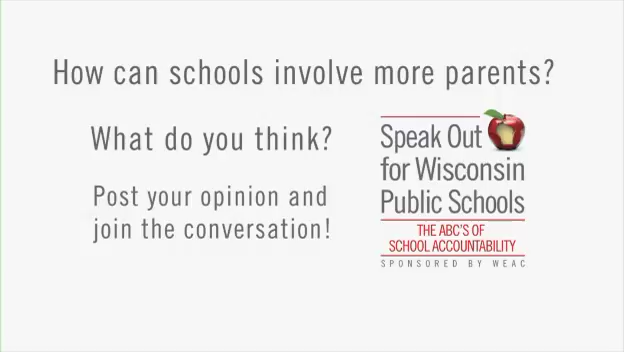 How can schools involve more parents?
What do you think?
Post your opinion and
join the conversation!
Speak Out
for Wisconsin
Public Schools
THE ABC'S OF
SCHOOL ACCOUNTABILITY
SPONSORED BY WEAC